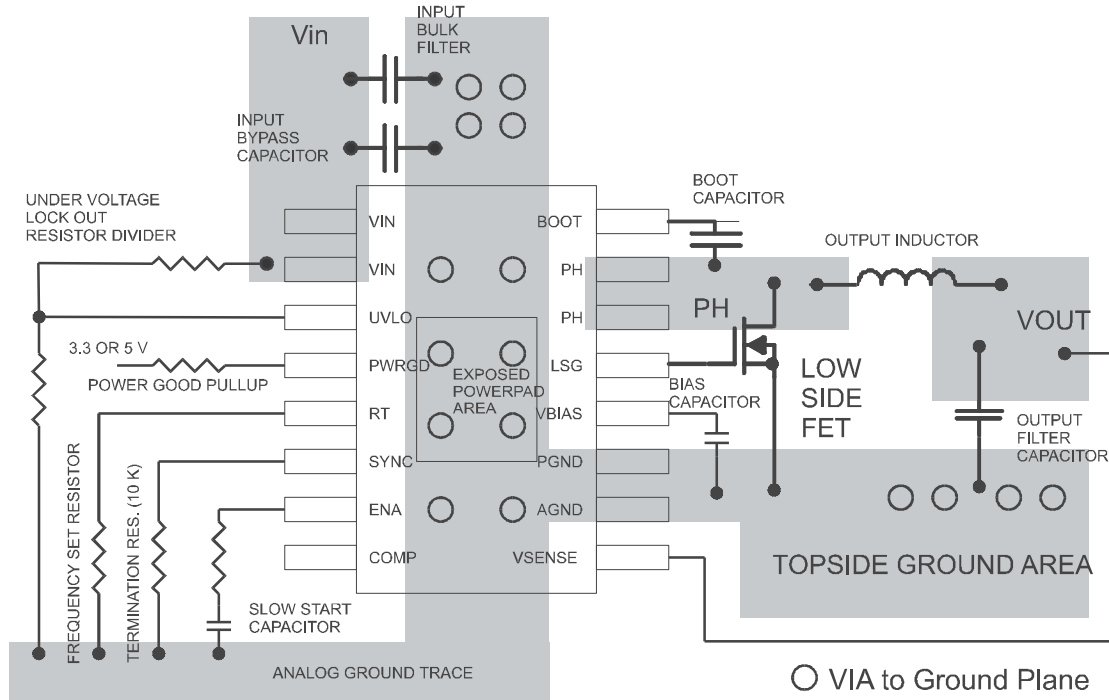 Vin
INPUT
BULK
FILTER
INPUT
BYPASS
CAPACITOR
UNDER VOLTAGE
LOCK OUT
RESISTOR DIVIDER
BOOT
CAPACITOR
OUTPUT INDUCTOR
VIN
BOOT
VIN
PH
UVLO
PH
PH
VOUT
3.3 OR 5 V
POWER GOOD PULLUP
PWRGD
LSG
EXPOSED
POWERPAD
AREA
BIAS
CAPACITOR
LOW
SIDE
FET
RT
VBIAS
OUTPUT
FILTER
CAPACITOR
SYNC
PGND
ENA
AGND
COMP
VSENSE
FREQUENCY SET RESISTOR
TERMINATION RES. (10 K)
SLOW START
CAPACITOR
TOPSIDE GROUND AREA
ANALOG GROUND TRACE
VIA to Ground Plane